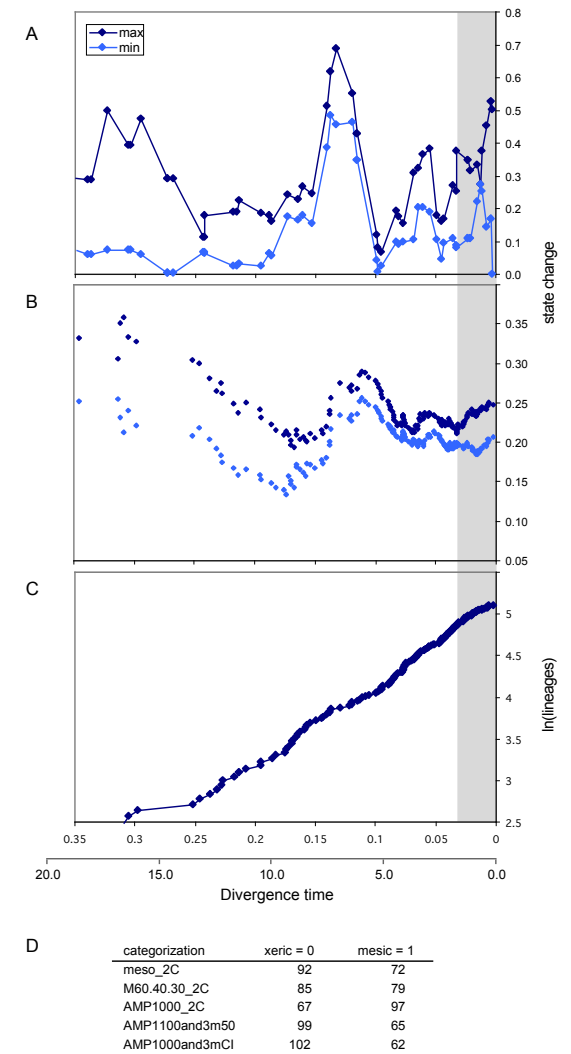 A
max
min
0.8
0.7
0.6
0.5
0.4
0.3
0.2
0.1
0.0
state change
B
0.35
0.30
0.25
0.20
0.15
0.10
0.05
C
5
4.5
4
3.5
3
2.5
ln(lineages)
0.35 0.3 0.25 0.2 0.15 0.1 0.05 0
20.0 15.0 10.0 5.0 0.0
Divergence time
D
categorization xeric = 0 mesic = 1
meso_2C 92 72
M60.40.30_2C 85 79
AMP1000_2C 67 97
AMP1100and3m50 99 65
AMP1000and3mCI 102 62